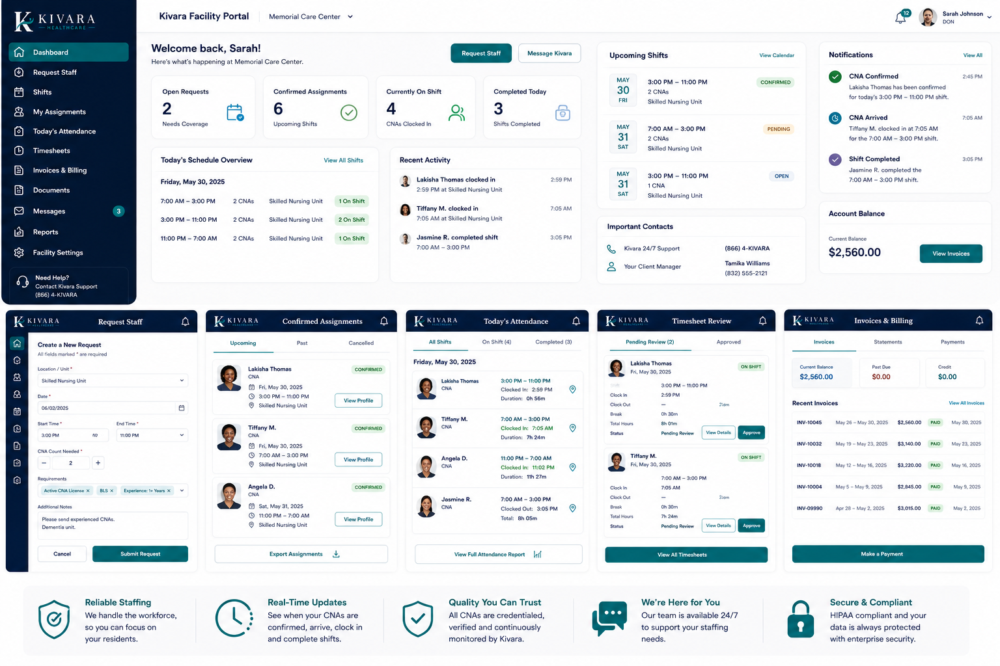 KIVARA
HEALTHCARE
Dashboard
Request Staff
Shifts
My Assignments
Today's Attendance
Timesheets
Invoices & Billing
Documents
Messages
3
Reports
Facility Settings
Need Help?
Contact Kivara Support
(866) 4-KIVARA
Kivara Facility Portal
Memorial Care Center
12
Sarah Johnson
DON
Welcome back, Sarah!
Here's what's happening at Memorial Care Center.
Request Staff
Message Kivara
Open Requests
2
Needs Coverage
Confirmed Assignments
6
Upcoming Shifts
Currently On Shift
4
CNAs Clocked In
Completed Today
3
Shifts Completed
Today's Schedule Overview
View All Shifts
Friday, May 30, 2025
7:00 AM – 3:00 PM 2 CNAs Skilled Nursing Unit 1 On Shift
3:00 PM – 11:00 PM 2 CNAs Skilled Nursing Unit 2 On Shift
11:00 PM – 7:00 AM 2 CNAs Skilled Nursing Unit 1 On Shift
Recent Activity
Lakisha Thomas clocked in 2:59 PM
2:59 PM at Skilled Nursing Unit
Tiffany M. clocked in 7:05 AM
7:05 AM at Skilled Nursing Unit
Jasmine R. completed shift 3:05 PM
7:00 AM – 3:00 PM
Upcoming Shifts
View Calendar
MAY
30
FRI
3:00 PM – 11:00 PM
2 CNAs
Skilled Nursing Unit
CONFIRMED
MAY
31
SAT
7:00 AM – 3:00 PM
2 CNAs
Skilled Nursing Unit
PENDING
MAY
31
SAT
3:00 PM – 11:00 PM
1 CNA
Skilled Nursing Unit
OPEN
Important Contacts
Kivara 24/7 Support (866) 4-KIVARA
Your Client Manager
Tamika Williams
(832) 555-2121
Notifications
View All
CNA Confirmed 2:45 PM
Lakisha Thomas has been confirmed
for today's 3:00 PM – 11:00 PM shift.
CNA Arrived 7:05 AM
Tiffany M. clocked in at 7:05 AM
for the 7:00 AM – 3:00 PM shift.
Shift Completed 3:05 PM
Jasmine R. completed the
7:00 AM – 3:00 PM shift.
Account Balance
Current Balance
$2,560.00
View Invoices
KIVARA
Request Staff
Create a New Request
All fields marked * are required
Location / Unit *
Skilled Nursing Unit
Date *
06/02/2025
Start Time *
3:00 PM
End Time *
11:00 PM
CNA Count Needed *
− 2 +
Requirements
Active CNA License ×
BLS ×
Experience: 1+ Years ×
Additional Notes
Please send experienced CNAs.
Dementia unit.
Cancel
Submit Request
KIVARA
Confirmed Assignments
Upcoming
Past
Cancelled
Lakisha Thomas
CNA
CONFIRMED
Fri, May 30, 2025
3:00 PM – 11:00 PM
Skilled Nursing Unit
View Profile
Tiffany M.
CNA
CONFIRMED
Fri, May 30, 2025
7:00 AM – 3:00 PM
Skilled Nursing Unit
View Profile
Angela D.
CNA
CONFIRMED
Sat, May 31, 2025
11:00 PM – 7:00 AM
Skilled Nursing Unit
View Profile
Export Assignments
KIVARA
Today's Attendance
All Shifts
On Shift (4)
Completed (3)
Friday, May 30, 2025
Lakisha Thomas
CNA
3:00 PM – 11:00 PM
Clocked In: 2:59 PM
Duration: 0h 56m
Tiffany M.
CNA
7:00 AM – 3:00 PM
Clocked In: 7:05 AM
Duration: 7h 24m
Angela D.
CNA
11:00 PM – 7:00 AM
Clocked In: 11:02 PM
Duration: 11h 27m
Jasmine R.
CNA
7:00 AM – 3:00 PM
Clocked Out: 3:05 PM
Total: 8h 05m
View Full Attendance Report
KIVARA
Timesheet Review
Pending Review (2)
Approved
Lakisha Thomas
Fri, May 30, 2025
ON SHIFT
3:00 PM – 11:00 PM
Clock In 2:59 PM
Clock Out —
Break 0h 30m
Total Hours 8h 01m
Status Pending Review
View Details
Approve
Tiffany M.
Fri, May 30, 2025
ON SHIFT
7:00 AM – 3:00 PM
Clock In 7:05 AM
Clock Out —
Break 0h 30m
Total Hours 7h 24m
Status Pending Review
View Details
Approve
View All Timesheets
KIVARA
Invoices & Billing
Invoices
Statements
Payments
Current Balance
$2,560.00
Past Due
$0.00
Credit
$0.00
Recent Invoices
View All Invoices
INV-10045 May 26 – May 30, 2025 $2,560.00 PAID May 30, 2025
INV-10032 May 19 – May 23, 2025 $3,140.00 PAID May 23, 2025
INV-10018 May 12 – May 16, 2025 $3,220.00 PAID May 16, 2025
INV-10004 May 5 – May 9, 2025 $2,845.00 PAID May 9, 2025
INV-09990 Apr 28 – May 2, 2025 $3,015.00 PAID May 2, 2025
Make a Payment
Reliable Staffing
We handle the workforce,
so you can focus on
your residents.
Real-Time Updates
See when your CNAs are
confirmed, arrive, clock in
and complete shifts.
Quality You Can Trust
All CNAs are credentialed,
verified and continuously
monitored by Kivara.
We're Here for You
Our team is available 24/7
to support your staffing
needs.
Secure & Compliant
HIPAA compliant and your
data is always protected
with enterprise security.